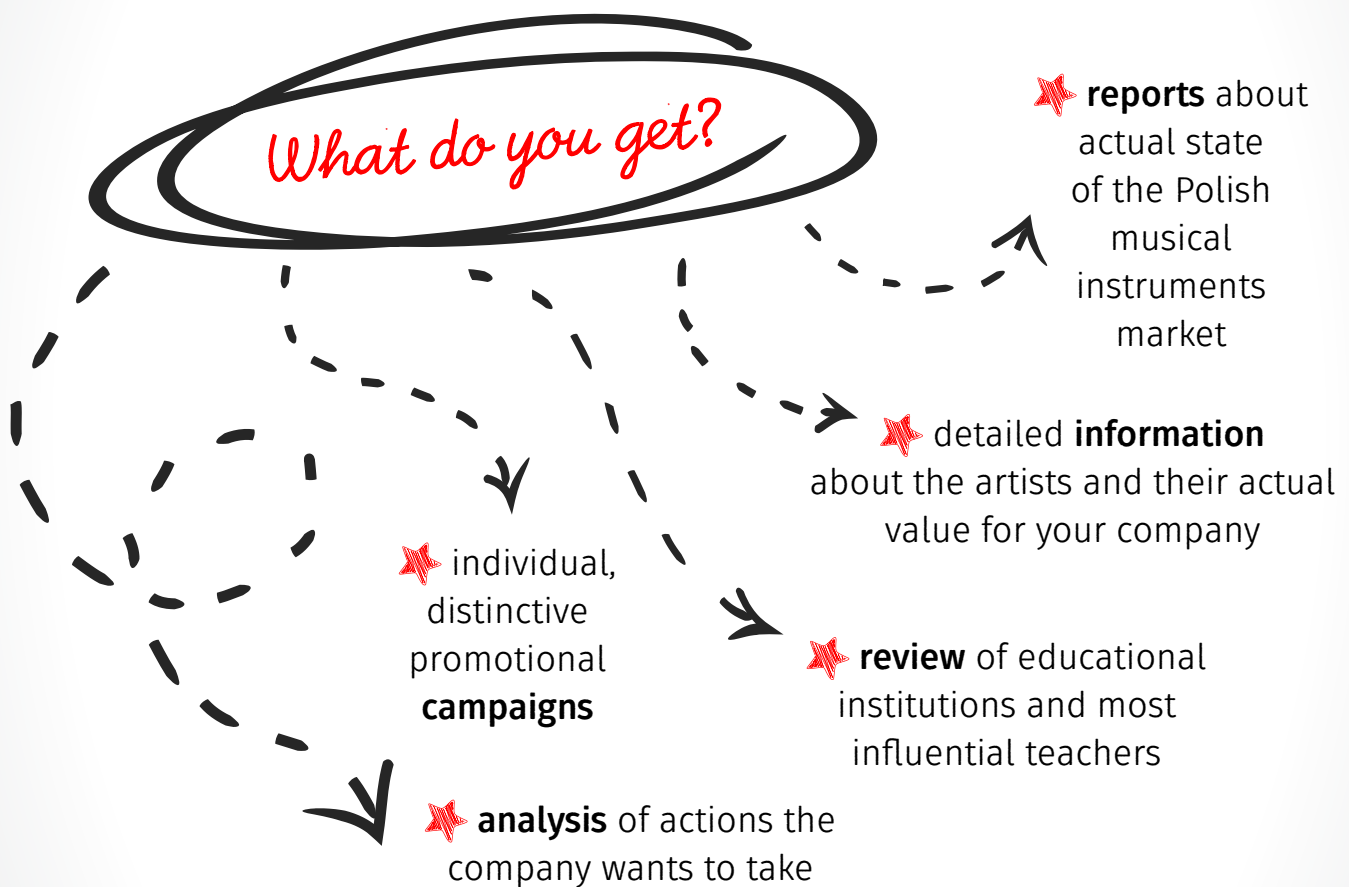 What do you get?
reports about
actual state
of the Polish
musical
instruments
market
detailed information
about the artists and their actual
value for your company
individual,
distinctive
promotional
campaigns
review of educational
institutions and most
influential teachers
analysis of actions the
company wants to take